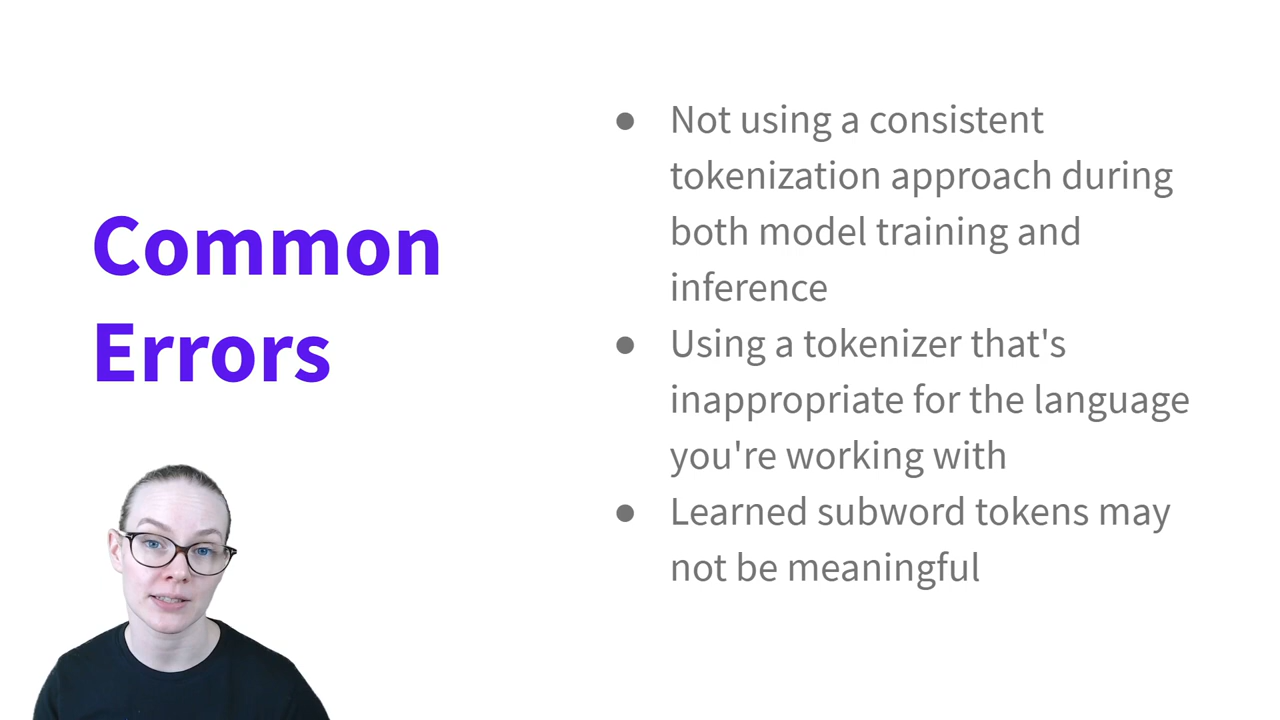 Common
Errors
● Not using a consistent
tokenization approach during
both model training and
inference
● Using a tokenizer that's
inappropriate for the language
you're working with
● Learned subword tokens may
not be meaningful